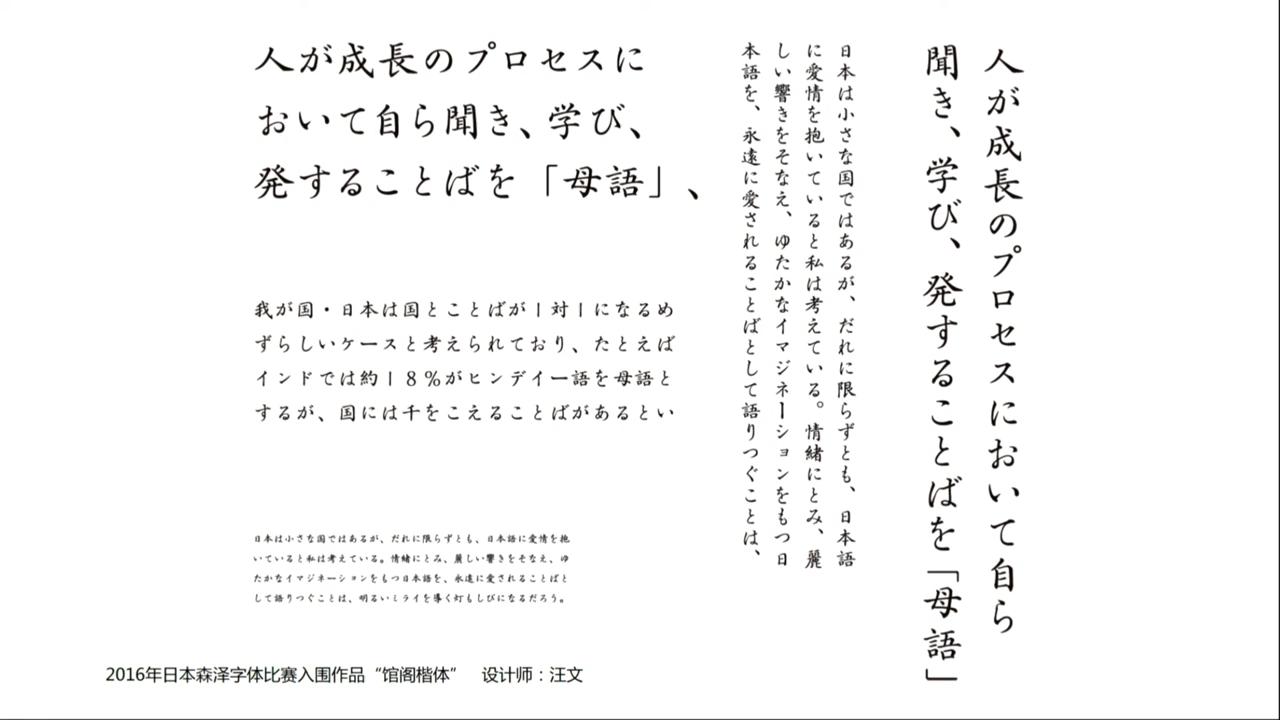 人が成長のプロセスに
おいて自ら聞き、学び、
発することばを「母語」、
我が国・日本は国とことばが1対1になるめ
ずらしいケースと考えられており、たとえば
インドでは約18％がヒンデイー語を母語と
するが、国には千をこえることばがあるとい
日本は小さな国ではあるが、だれに限らずとも、日本語に愛情を抱
いていると私は考えている。情緒にとみ、麗しい響きをそなえ、ゆ
たかなイマジネーションをもつ日本語を、永遠に愛されることばと
して語りつぐことは、明るいミライを導く灯もしびになるだろう。
人が成長のプロセスにおいて自ら
聞き、学び、発することばを「母語」
日本は小さな国ではあるが、だれに限らずとも、日本語
に愛情を抱いていると私は考えている。情緒にとみ、麗
しい響きをそなえ、ゆたかなイマジネーションをもつ日
本語を、永遠に愛されることばとして語りつぐことは、
2016年日本森泽字体比赛入围作品“馆阁楷体”　设计师：汪文